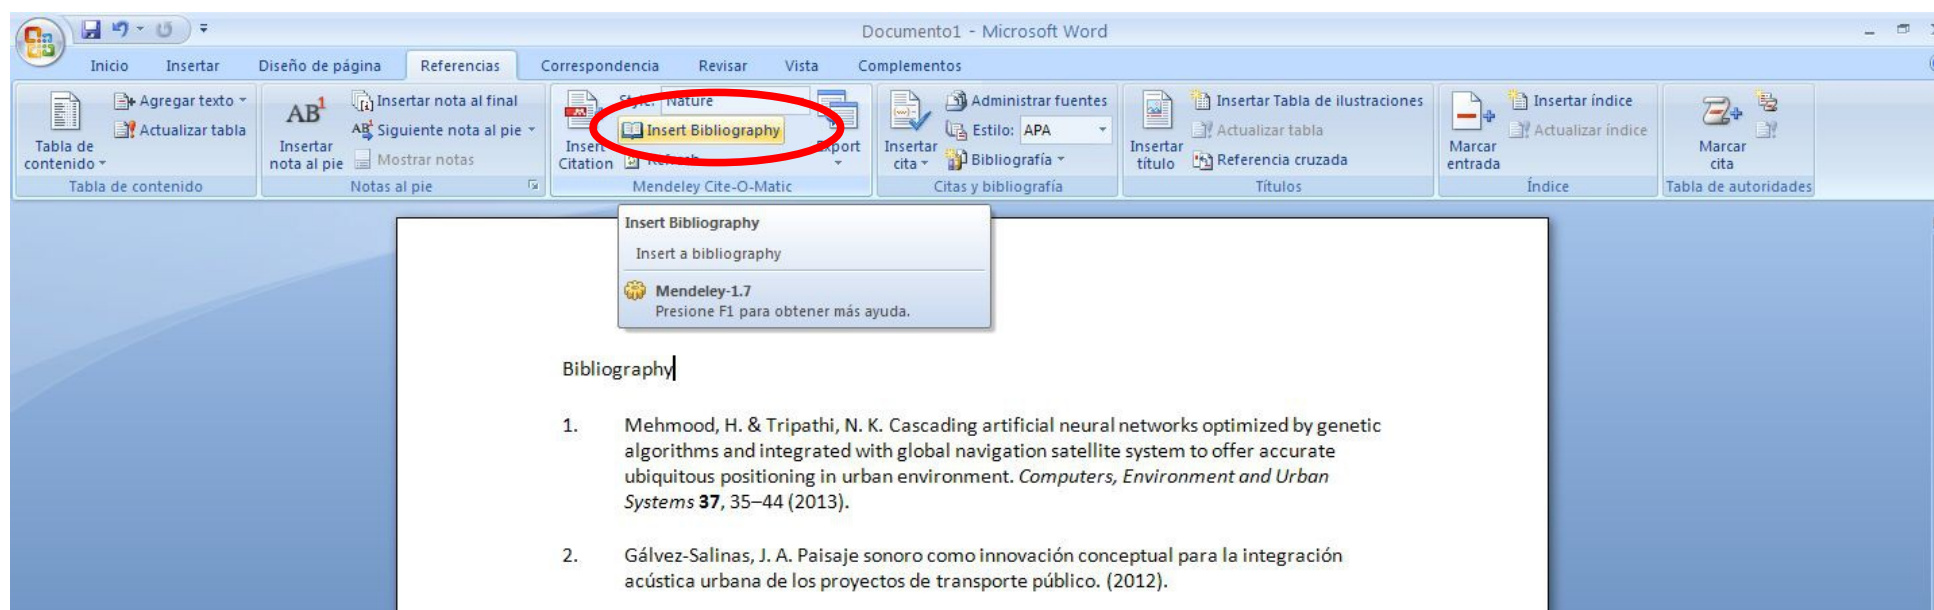 Documento1 - Microsoft Word
Inicio Insertar Diseño de página Referencias Correspondencia Revisar Vista Complementos
Tabla de contenido
Agregar texto
Actualizar tabla
Tabla de contenido
AB1
Insertar nota al pie
Insertar nota al final
AB1 Siguiente nota al pie
Mostrar notas
Notas al pie
Insert Citation
Style: Nature
Insert Bibliography
Refresh
Export
Mendeley Cite-O-Matic
Insertar cita
Administrar fuentes
Estilo: APA
Bibliografía
Citas y bibliografía
Insertar título
Insertar Tabla de ilustraciones
Actualizar tabla
Referencia cruzada
Títulos
Marcar entrada
Insertar índice
Actualizar índice
Índice
Marcar cita
Tabla de autoridades
Insert Bibliography
Insert a bibliography
Mendeley-1.7
Presione F1 para obtener más ayuda.
Bibliography
1. Mehmood, H. & Tripathi, N. K. Cascading artificial neural networks optimized by genetic
algorithms and integrated with global navigation satellite system to offer accurate
ubiquitous positioning in urban environment. Computers, Environment and Urban
Systems 37, 35–44 (2013).
2. Gálvez-Salinas, J. A. Paisaje sonoro como innovación conceptual para la integración
acústica urbana de los proyectos de transporte público. (2012).